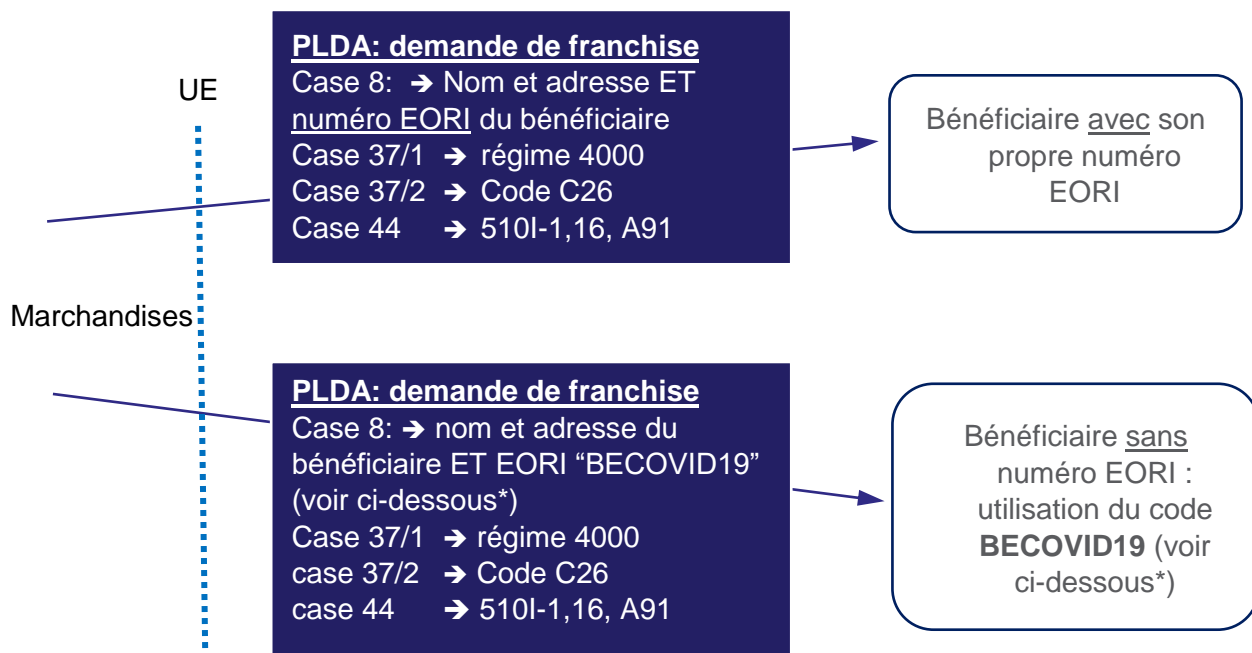 UE
Marchandises
PLDA: demande de franchise
Case 8: ➔ Nom et adresse ET
numéro EORI du bénéficiaire
Case 37/1 ➔ régime 4000
Case 37/2 ➔ Code C26
Case 44 ➔ 510I-1,16, A91
Bénéficiaire avec son
propre numéro
EORI
PLDA: demande de franchise
Case 8: ➔ nom et adresse du
bénéficiaire ET EORI “BECOVID19”
(voir ci-dessous*)
Case 37/1 ➔ régime 4000
case 37/2 ➔ Code C26
case 44 ➔ 510I-1,16, A91
Bénéficiaire sans
numéro EORI :
utilisation du code
BECOVID19 (voir
ci-dessous*)